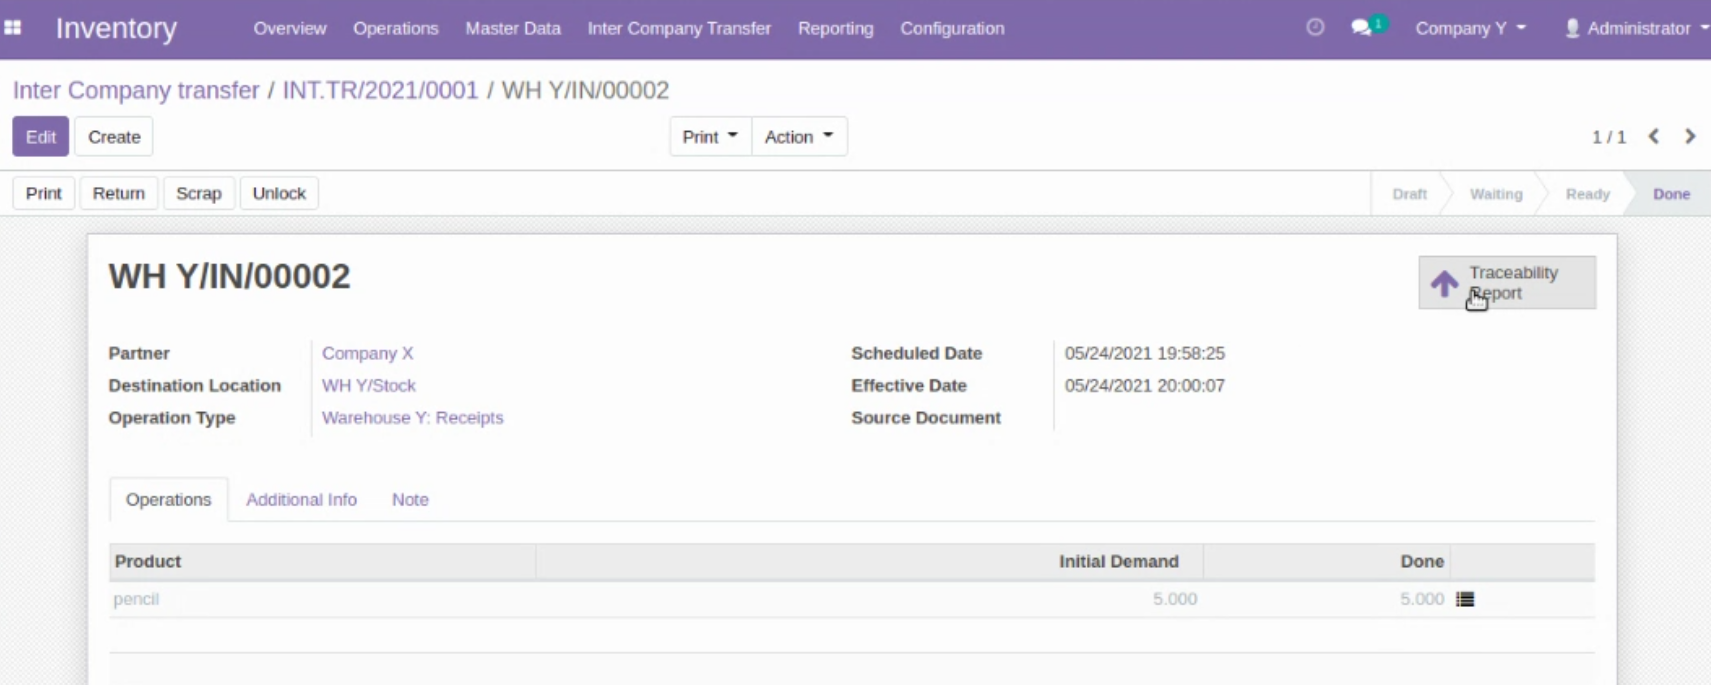 Inventory Overview Operations Master Data Inter Company Transfer Reporting Configuration 1 Company Y Administrator
Inter Company transfer / INT.TR/2021/0001 / WH Y/IN/00002
Edit Create Print Action 1 / 1
Print Return Scrap Unlock Draft Waiting Ready Done
WH Y/IN/00002
Traceability
Report
Partner Company X Scheduled Date 05/24/2021 19:58:25
Destination Location WH Y/Stock Effective Date 05/24/2021 20:00:07
Operation Type Warehouse Y: Receipts Source Document
Operations Additional Info Note
Product Initial Demand Done
pencil 5.000 5.000